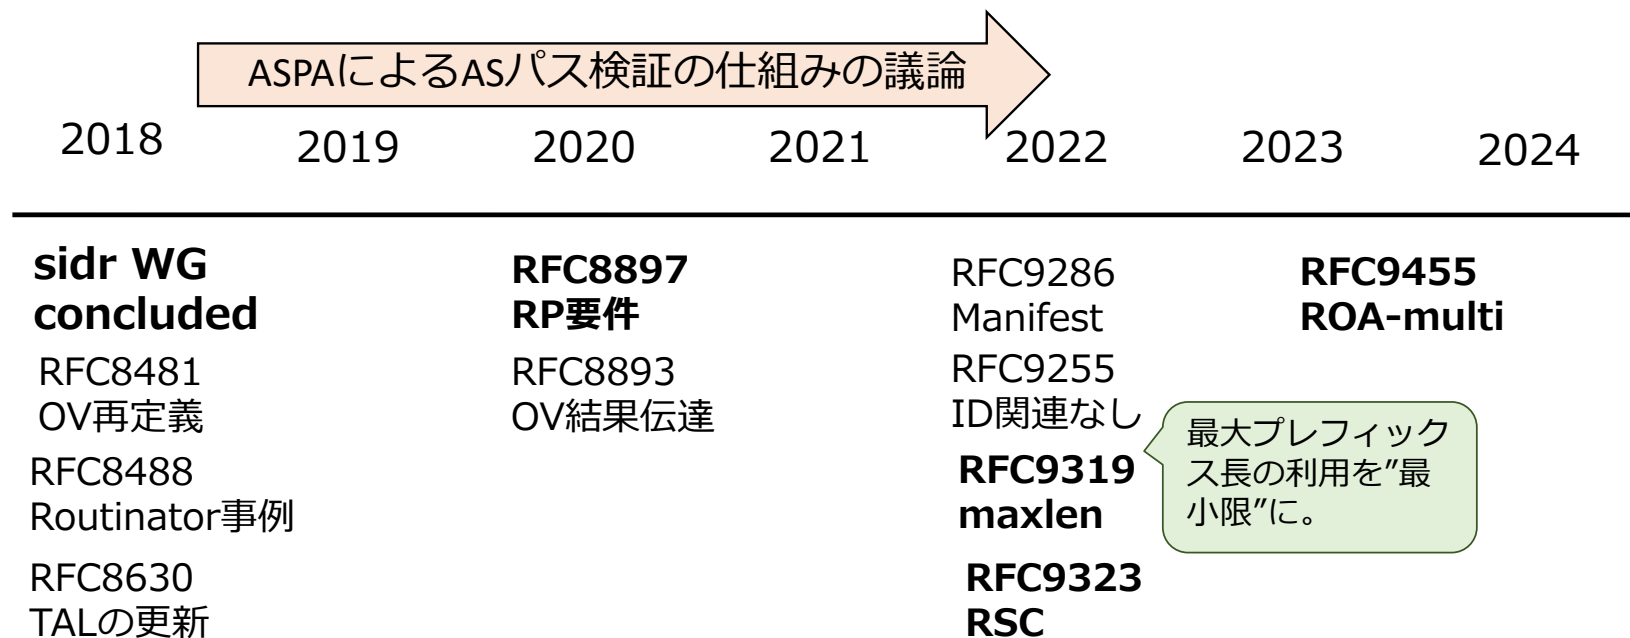 ASPAによるASパス検証の仕組みの議論
2018
2019
2020
2021
2022
2023
2024
sidr WG
concluded
RFC8481
OV再定義
RFC8488
Routinator事例
RFC8630
TALの更新
RFC8897
RP要件
RFC8893
OV結果伝達
RFC9286
Manifest
RFC9255
ID関連なし
RFC9319
maxlen
RFC9323
RSC
最大プレフィック
ス長の利用を”最
小限”に。
RFC9455
ROA-multi